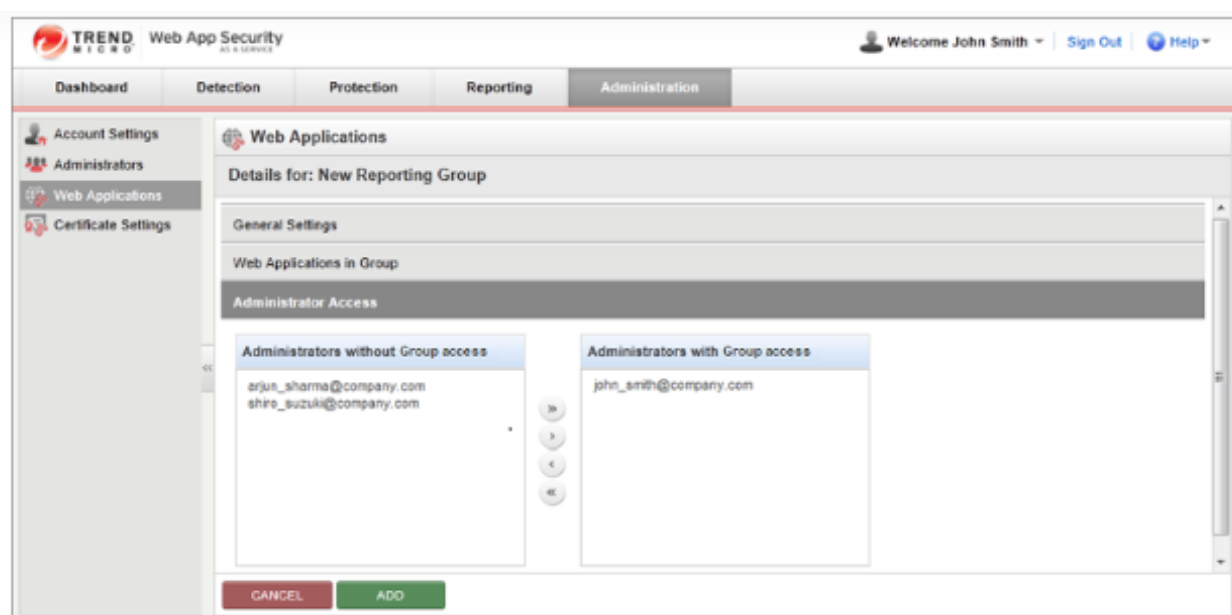 TREND MICRO Web App Security
AS A SERVICE
Welcome John Smith Sign Out Help
Dashboard Detection Protection Reporting Administration
Account Settings
Administrators
Web Applications
Certificate Settings
Web Applications
Details for: New Reporting Group
General Settings
Web Applications in Group
Administrator Access
Administrators without Group access
arjun_sharma@company.com
shiro_suzuki@company.com
»
›
‹
«
Administrators with Group access
john_smith@company.com
CANCEL ADD